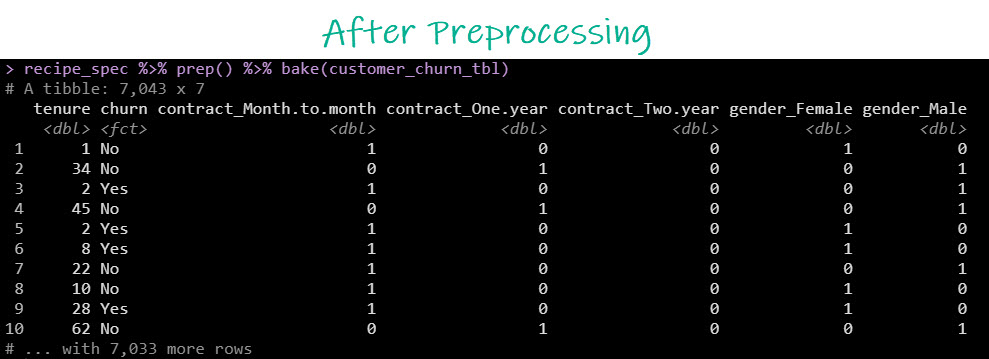 After Preprocessing
> recipe_spec %>% prep() %>% bake(customer_churn_tbl)
# A tibble: 7,043 x 7
tenure churn contract_Month.to.month contract_One.year contract_Two.year gender_Female gender_Male
<dbl> <fct> <dbl> <dbl> <dbl> <dbl> <dbl>
1 1 No 1 0 0 1 0
2 34 No 0 1 0 0 1
3 2 Yes 1 0 0 0 1
4 45 No 0 1 0 0 1
5 2 Yes 1 0 0 1 0
6 8 Yes 1 0 0 1 0
7 22 No 1 0 0 0 1
8 10 No 1 0 0 1 0
9 28 Yes 1 0 0 1 0
10 62 No 0 1 0 0 1
# ... with 7,033 more rows